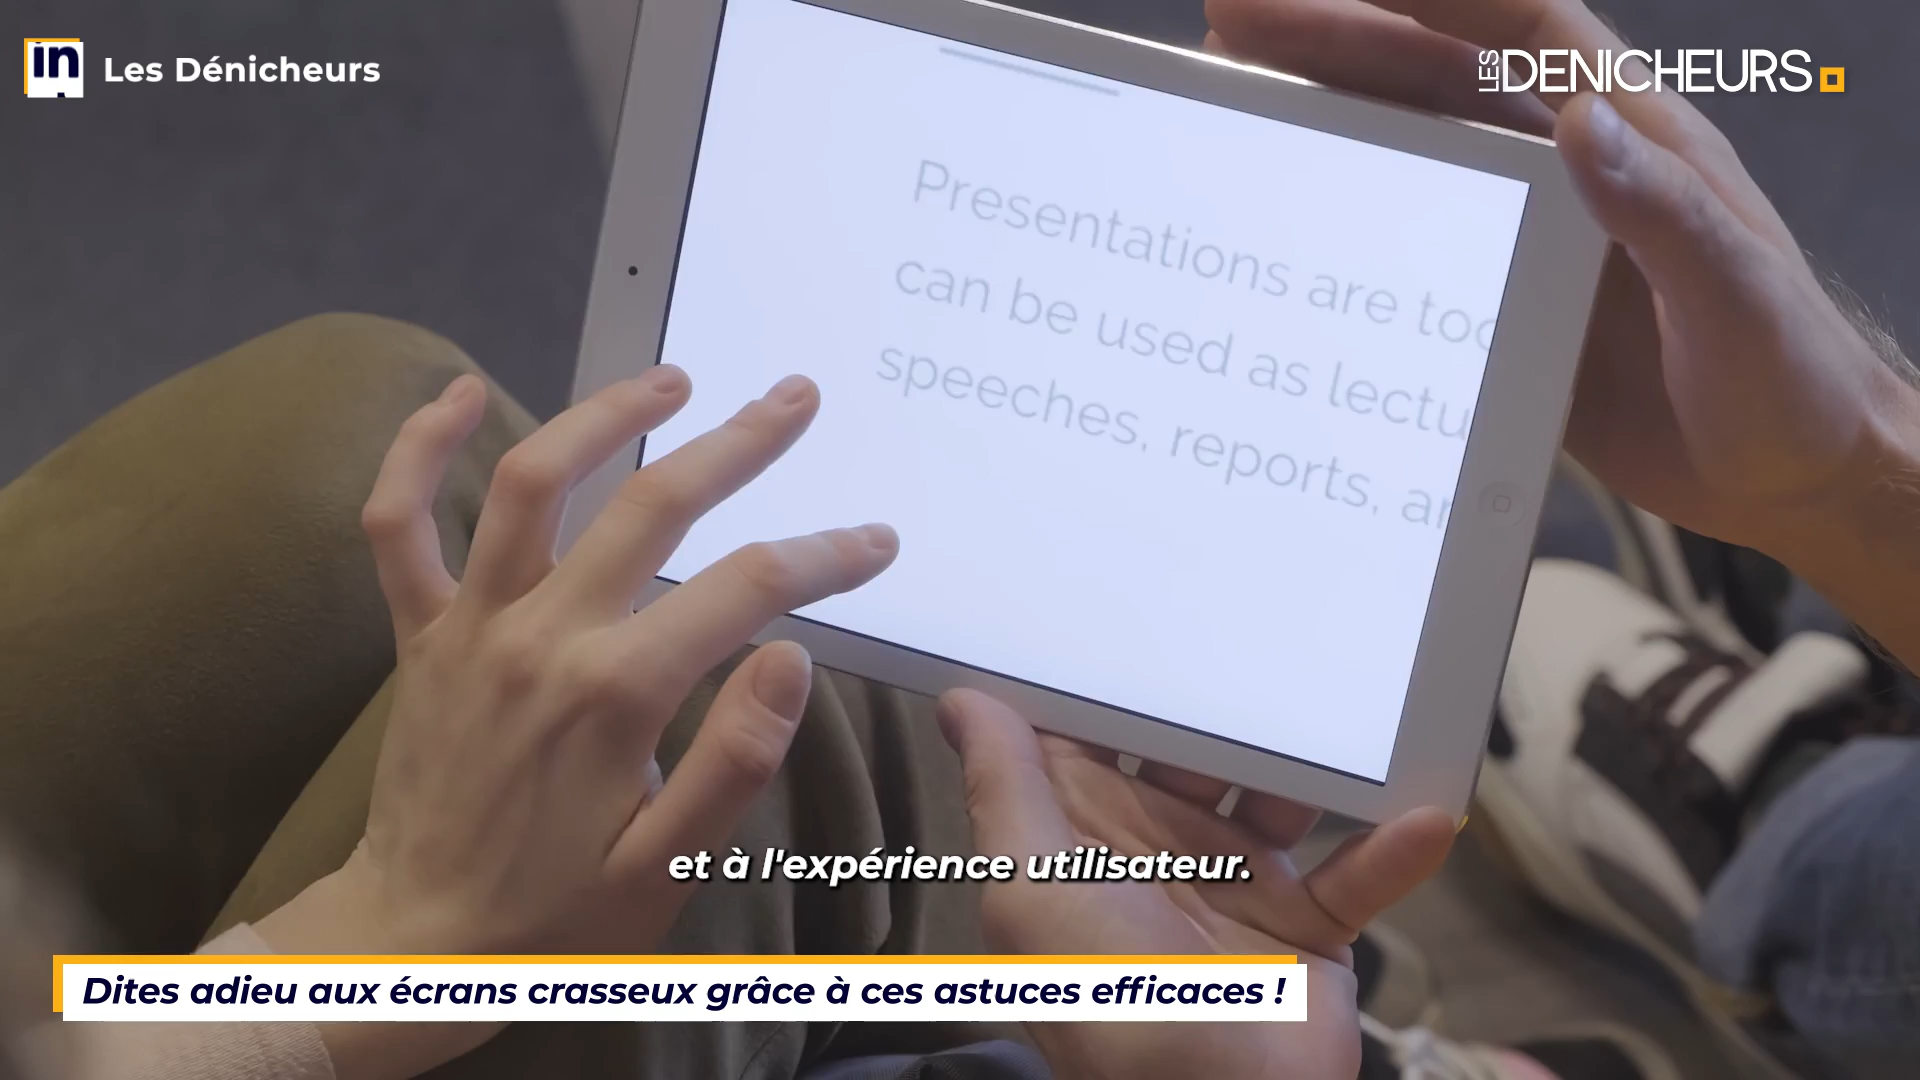 in
Les Dénicheurs
LES DENICHEURS
Presentations are too
can be used as lectu
speeches, reports, ar
et à l'expérience utilisateur.
Dites adieu aux écrans crasseux grâce à ces astuces efficaces !